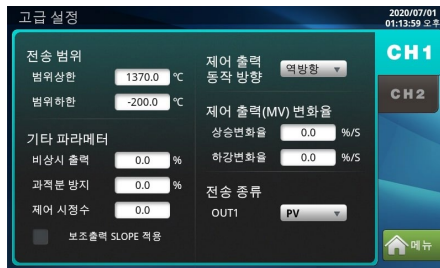 고급 설정
2020/07/01
01:13:59 오후
전송 범위
범위상한 1370.0 ℃
범위하한 -200.0 ℃
기타 파라메터
비상시 출력 0.0 %
과적분 방지 0.0 %
제어 시정수 0.0
보조출력 SLOPE 적용
제어 출력
동작 방향 역방향
제어 출력(MV) 변화율
상승변화율 0.0 %/S
하강변화율 0.0 %/S
전송 종류
OUT1 PV
CH1
CH2
메뉴